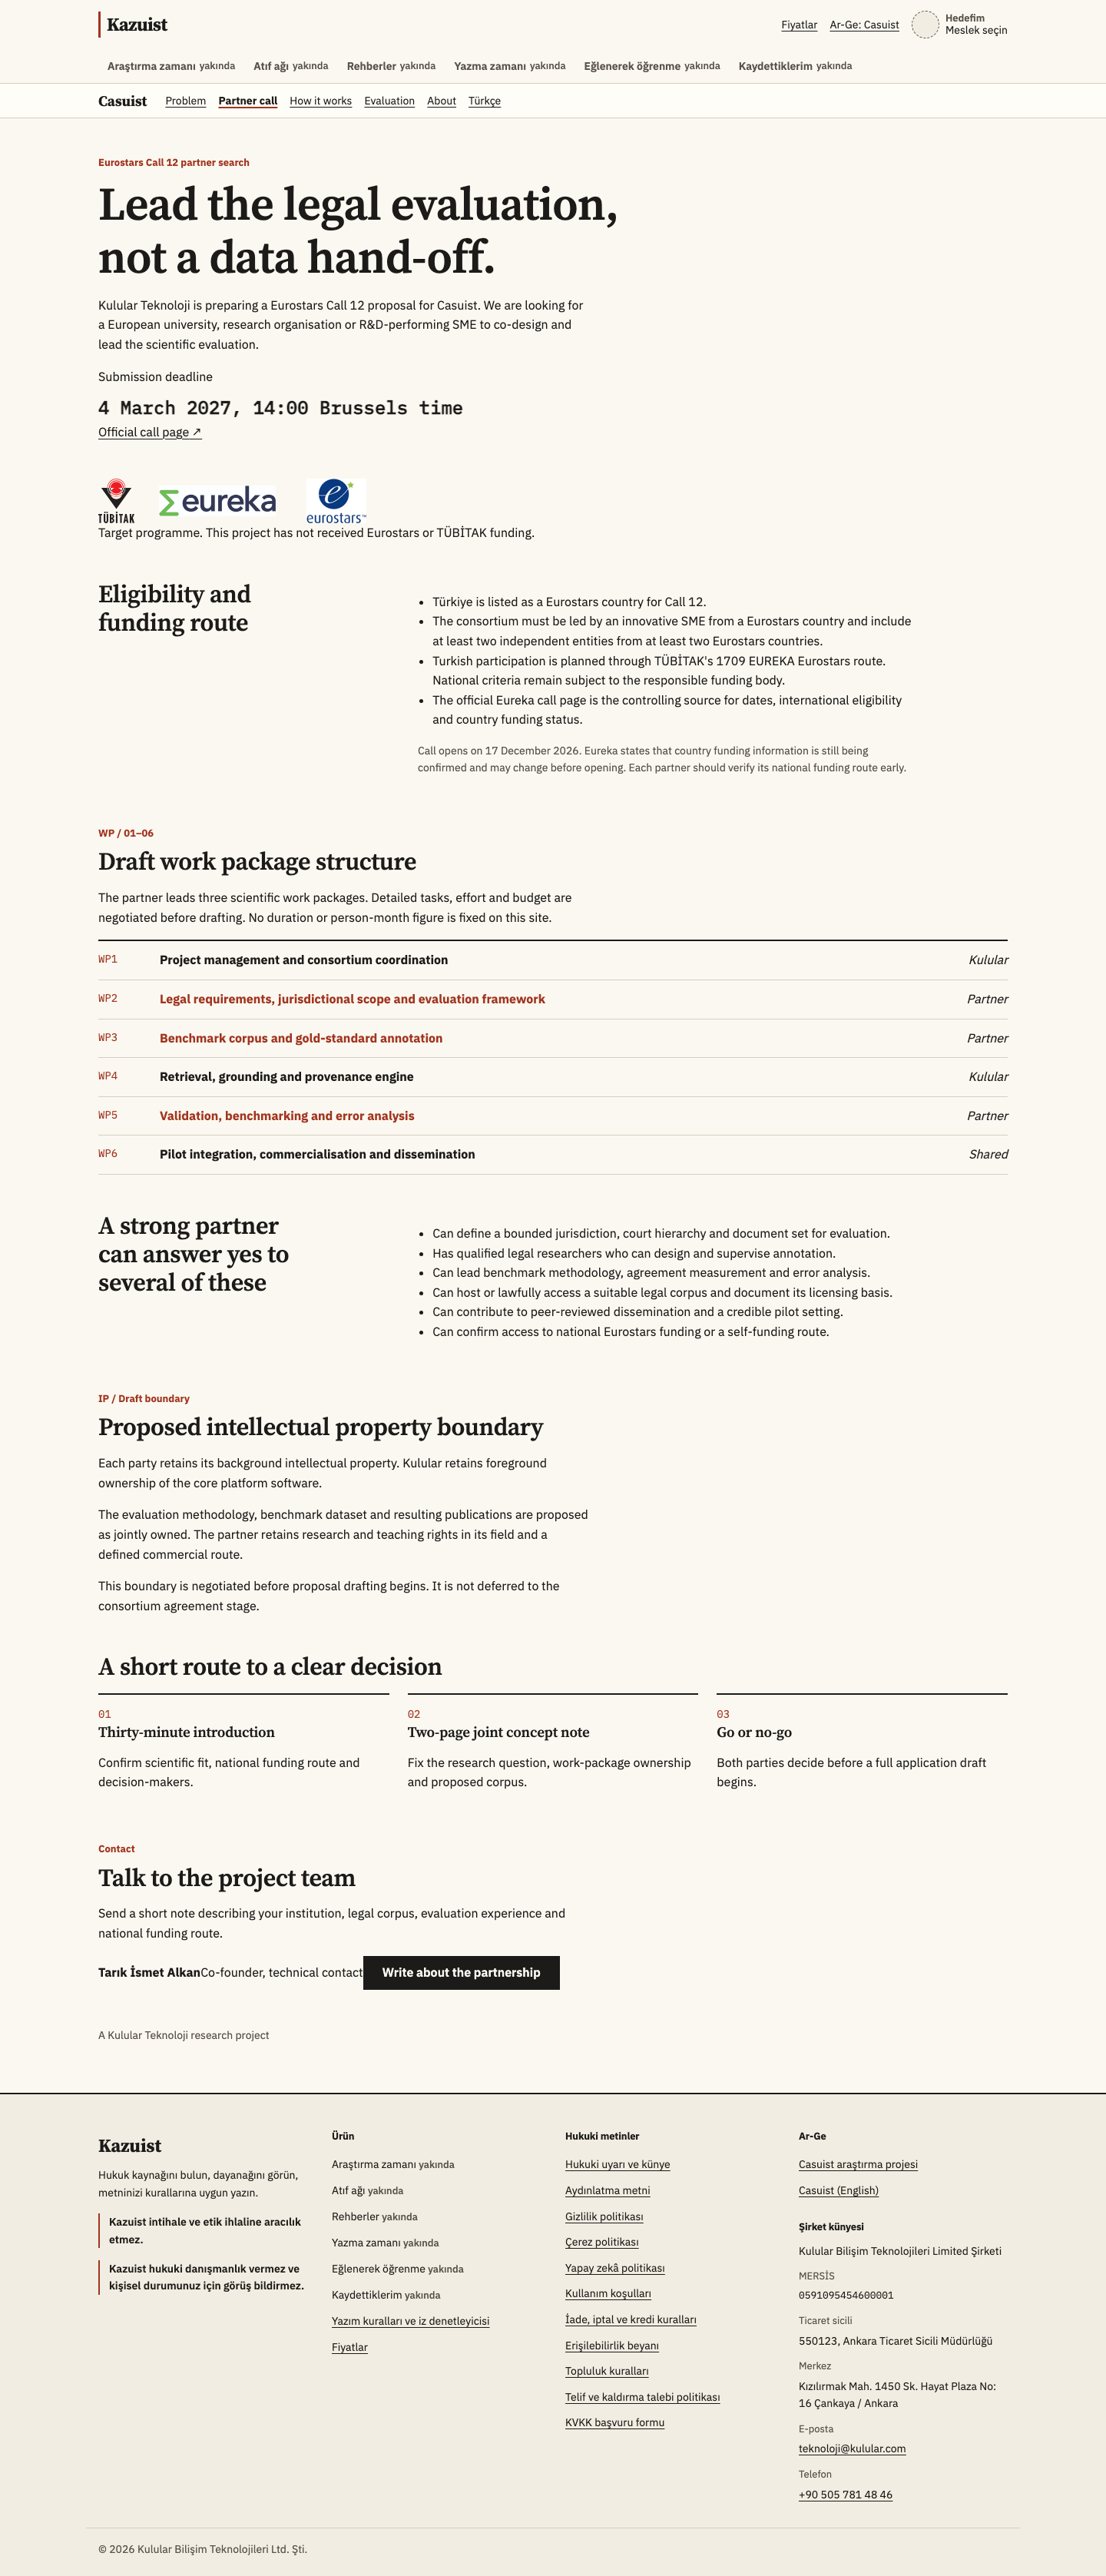 Kazuist
Fiyatlar Ar-Ge: Casuist Hedefim
Meslek seçin
Araştırma zamanı yakında Atıf ağı yakında Rehberler yakında Yazma zamanı yakında Eğlenerek öğrenme yakında Kaydettiklerim yakında
Casuist Problem Partner call How it works Evaluation About Türkçe
Eurostars Call 12 partner search
Lead the legal evaluation,
not a data hand-off.
Kulular Teknoloji is preparing a Eurostars Call 12 proposal for Casuist. We are looking for
a European university, research organisation or R&D-performing SME to co-design and
lead the scientific evaluation.
Submission deadline
4 March 2027, 14:00 Brussels time
Official call page ↗
TÜBİTAK eureka eurostars™
Target programme. This project has not received Eurostars or TÜBİTAK funding.
Eligibility and
funding route
• Türkiye is listed as a Eurostars country for Call 12.
• The consortium must be led by an innovative SME from a Eurostars country and include
at least two independent entities from at least two Eurostars countries.
• Turkish participation is planned through TÜBİTAK's 1709 EUREKA Eurostars route.
National criteria remain subject to the responsible funding body.
• The official Eureka call page is the controlling source for dates, international eligibility
and country funding status.
Call opens on 17 December 2026. Eureka states that country funding information is still being
confirmed and may change before opening. Each partner should verify its national funding route early.
WP / 01–06
Draft work package structure
The partner leads three scientific work packages. Detailed tasks, effort and budget are
negotiated before drafting. No duration or person-month figure is fixed on this site.
WP1 Project management and consortium coordination Kulular
WP2 Legal requirements, jurisdictional scope and evaluation framework Partner
WP3 Benchmark corpus and gold-standard annotation Partner
WP4 Retrieval, grounding and provenance engine Kulular
WP5 Validation, benchmarking and error analysis Partner
WP6 Pilot integration, commercialisation and dissemination Shared
A strong partner
can answer yes to
several of these
• Can define a bounded jurisdiction, court hierarchy and document set for evaluation.
• Has qualified legal researchers who can design and supervise annotation.
• Can lead benchmark methodology, agreement measurement and error analysis.
• Can host or lawfully access a suitable legal corpus and document its licensing basis.
• Can contribute to peer-reviewed dissemination and a credible pilot setting.
• Can confirm access to national Eurostars funding or a self-funding route.
IP / Draft boundary
Proposed intellectual property boundary
Each party retains its background intellectual property. Kulular retains foreground
ownership of the core platform software.
The evaluation methodology, benchmark dataset and resulting publications are proposed
as jointly owned. The partner retains research and teaching rights in its field and a
defined commercial route.
This boundary is negotiated before proposal drafting begins. It is not deferred to the
consortium agreement stage.
A short route to a clear decision
01
Thirty-minute introduction
Confirm scientific fit, national funding route and
decision-makers.
02
Two-page joint concept note
Fix the research question, work-package ownership
and proposed corpus.
03
Go or no-go
Both parties decide before a full application draft
begins.
Contact
Talk to the project team
Send a short note describing your institution, legal corpus, evaluation experience and
national funding route.
Tarık İsmet AlkanCo-founder, technical contact Write about the partnership
A Kulular Teknoloji research project
Kazuist
Hukuk kaynağını bulun, dayanağını görün,
metninizi kurallarına uygun yazın.
Kazuist intihale ve etik ihlaline aracılık
etmez.
Kazuist hukuki danışmanlık vermez ve
kişisel durumunuz için görüş bildirmez.
Ürün
Araştırma zamanı yakında
Atıf ağı yakında
Rehberler yakında
Yazma zamanı yakında
Eğlenerek öğrenme yakında
Kaydettiklerim yakında
Yazım kuralları ve iz denetleyicisi
Fiyatlar
Hukuki metinler
Hukuki uyarı ve künye
Aydınlatma metni
Gizlilik politikası
Çerez politikası
Yapay zekâ politikası
Kullanım koşulları
İade, iptal ve kredi kuralları
Erişilebilirlik beyanı
Topluluk kuralları
Telif ve kaldırma talebi politikası
KVKK başvuru formu
Ar-Ge
Casuist araştırma projesi
Casuist (English)
Şirket künyesi
Kulular Bilişim Teknolojileri Limited Şirketi
MERSİS
0591095454600001
Ticaret sicili
550123, Ankara Ticaret Sicili Müdürlüğü
Merkez
Kızılırmak Mah. 1450 Sk. Hayat Plaza No:
16 Çankaya / Ankara
E-posta
teknoloji@kulular.com
Telefon
+90 505 781 48 46
© 2026 Kulular Bilişim Teknolojileri Ltd. Şti.